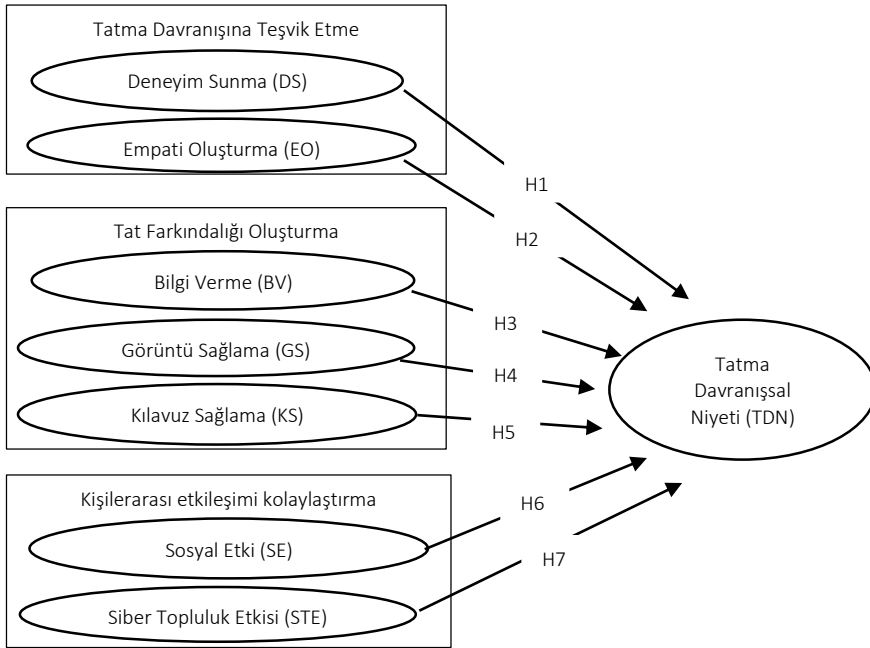 Tatma Davranışına Teşvik Etme
Deneyim Sunma (DS)
Empati Oluşturma (EO)
H1
H2
Tat Farkındalığı Oluşturma
Bilgi Verme (BV)
Görüntü Sağlama (GS)
Kılavuz Sağlama (KS)
H3
H4
H5
Tatma
Davranışsal
Niyeti (TDN)
Kişilerarası etkileşimi kolaylaştırma
Sosyal Etki (SE)
Siber Topluluk Etkisi (STE)
H6
H7